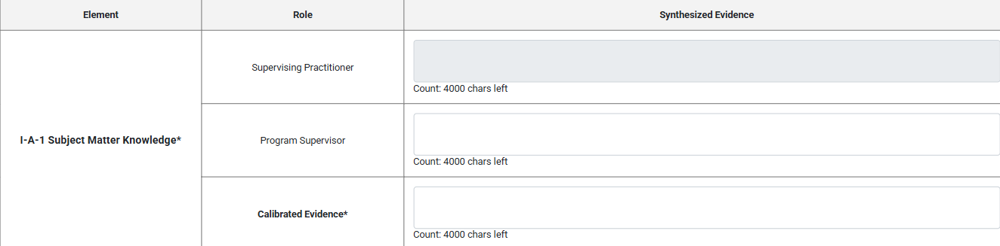 Element Role Synthesized Evidence
Supervising Practitioner
Count: 4000 chars left
I-A-1 Subject Matter Knowledge*
Program Supervisor
Count: 4000 chars left
Calibrated Evidence*
Count: 4000 chars left